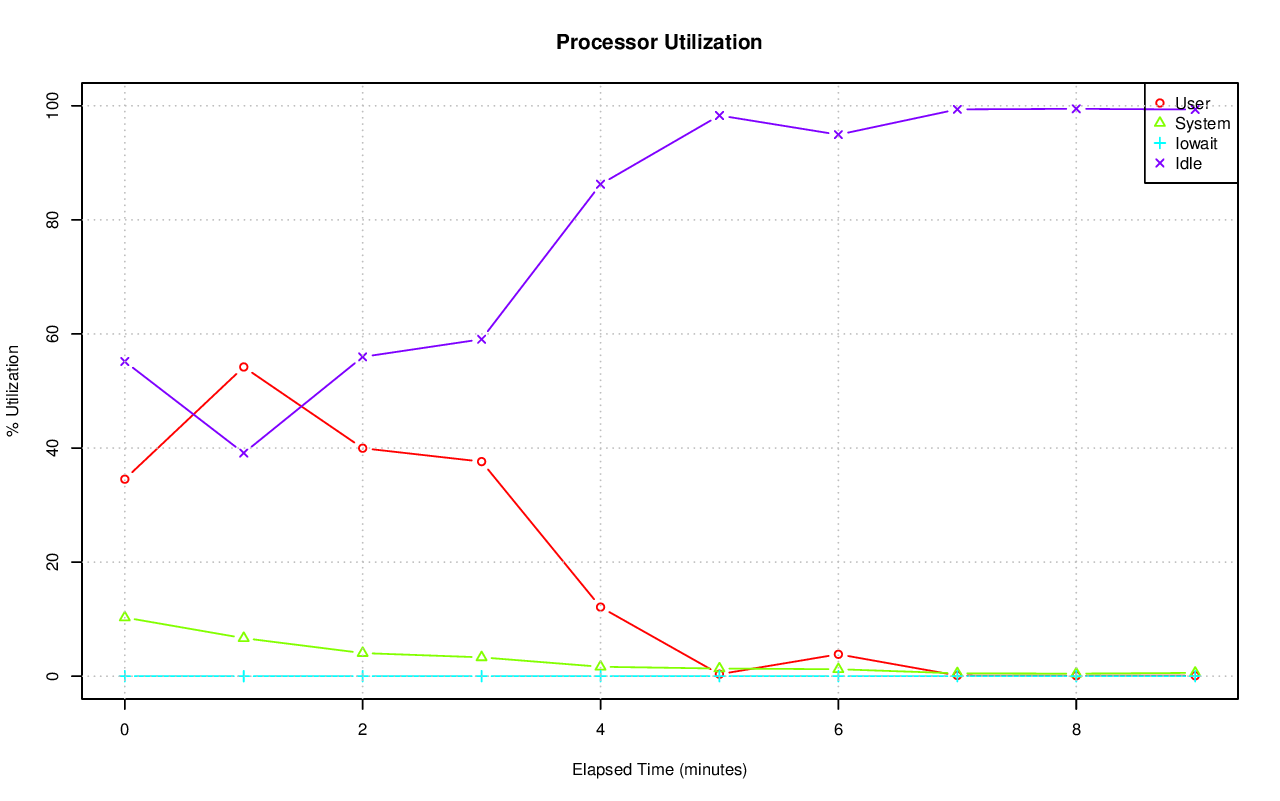 Processor Utilization
% Utilization
100
80
60
40
20
0
User
System
Iowait
Idle
0 2 4 6 8
Elapsed Time (minutes)